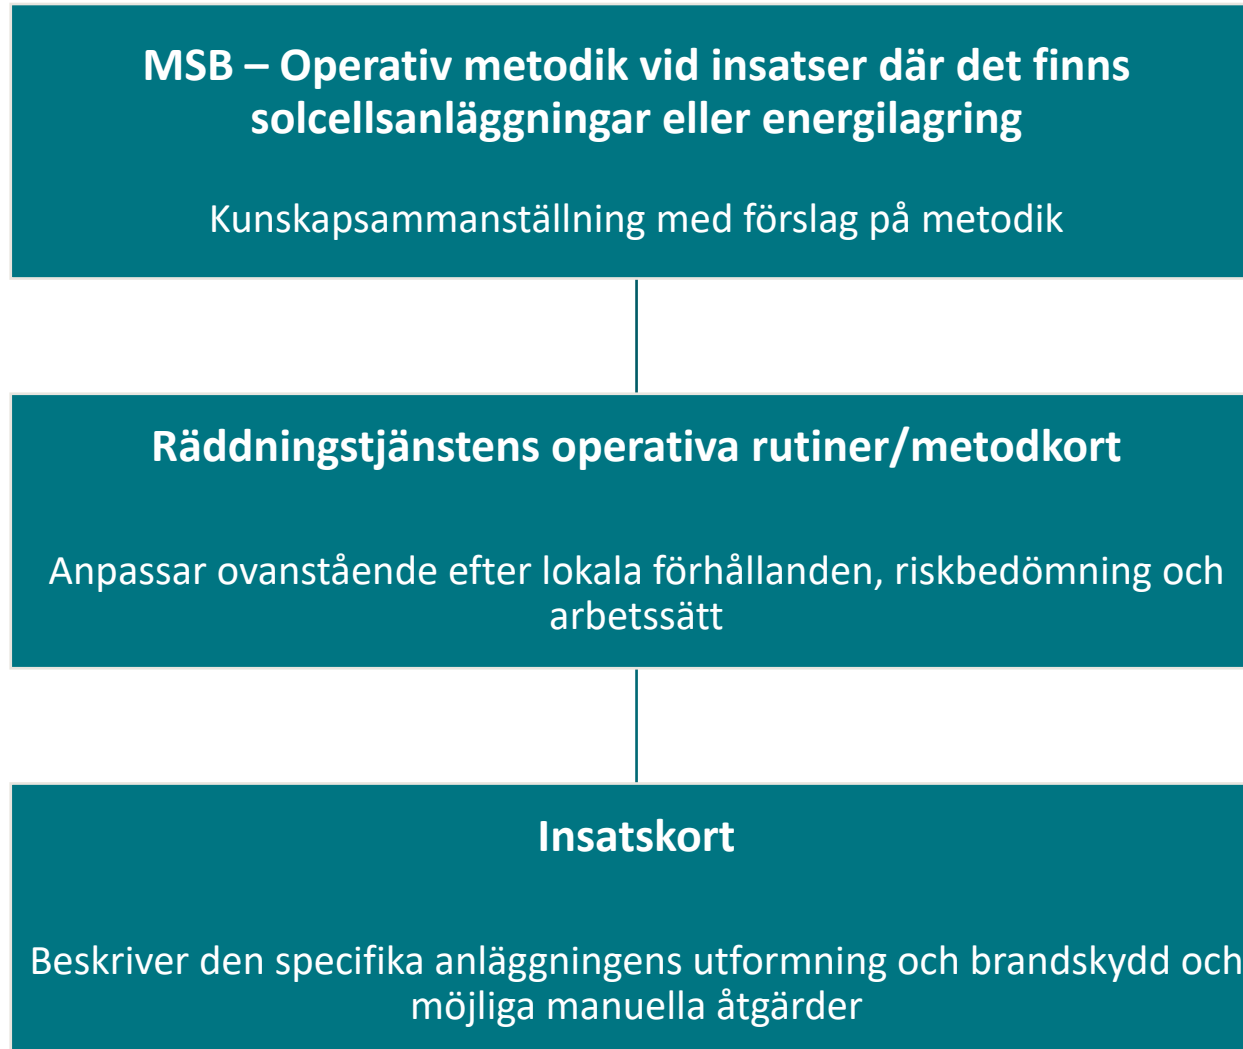 MSB – Operativ metodik vid insatser där det finns
solcellsanläggningar eller energilagring
Kunskapsammanställning med förslag på metodik
Räddningstjänstens operativa rutiner/metodkort
Anpassar ovanstående efter lokala förhållanden, riskbedömning och
arbetssätt
Insatskort
Beskriver den specifika anläggningens utformning och brandskydd och
möjliga manuella åtgärder